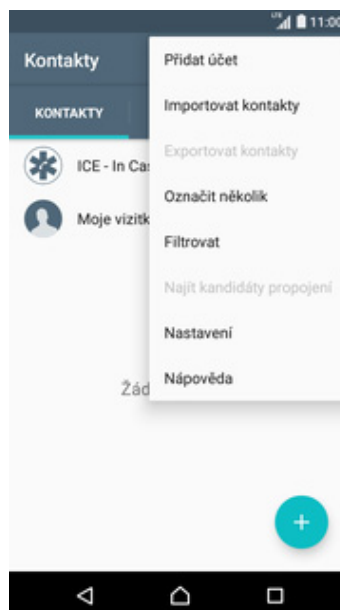 LTE 11:00
Kontakty
Přidat účet
KONTAKTY
Importovat kontakty
Exportovat kontakty
ICE - In Cas
Označit několik
Moje vizitk
Filtrovat
Najít kandidáty propojení
Nastavení
Nápověda
Žád